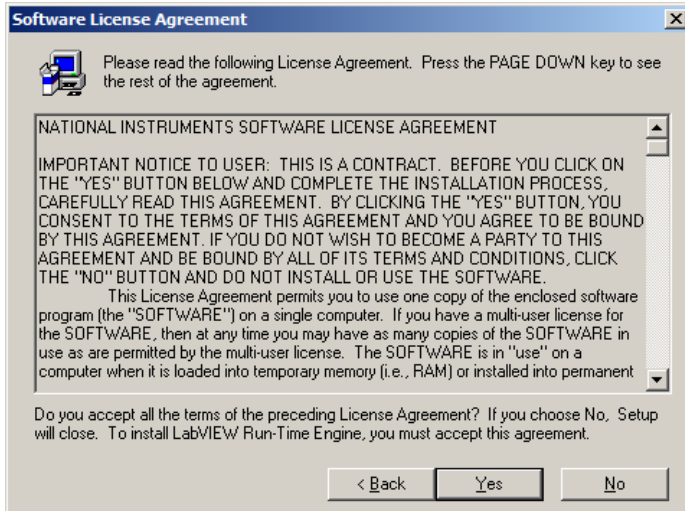 Software License Agreement
Please read the following License Agreement. Press the PAGE DOWN key to see
the rest of the agreement.
NATIONAL INSTRUMENTS SOFTWARE LICENSE AGREEMENT
IMPORTANT NOTICE TO USER: THIS IS A CONTRACT. BEFORE YOU CLICK ON
THE "YES" BUTTON BELOW AND COMPLETE THE INSTALLATION PROCESS,
CAREFULLY READ THIS AGREEMENT. BY CLICKING THE "YES" BUTTON, YOU
CONSENT TO THE TERMS OF THIS AGREEMENT AND YOU AGREE TO BE BOUND
BY THIS AGREEMENT. IF YOU DO NOT WISH TO BECOME A PARTY TO THIS
AGREEMENT AND BE BOUND BY ALL OF ITS TERMS AND CONDITIONS, CLICK
THE "NO" BUTTON AND DO NOT INSTALL OR USE THE SOFTWARE.
This License Agreement permits you to use one copy of the enclosed software
program (the "SOFTWARE") on a single computer. If you have a multi-user license for
the SOFTWARE, then at any time you may have as many copies of the SOFTWARE in
use as are permitted by the multi-user license. The SOFTWARE is in "use" on a
computer when it is loaded into temporary memory (i.e., RAM) or installed into permanent
Do you accept all the terms of the preceding License Agreement? If you choose No, Setup
will close. To install LabVIEW Run-Time Engine, you must accept this agreement.
< Back
Yes
No